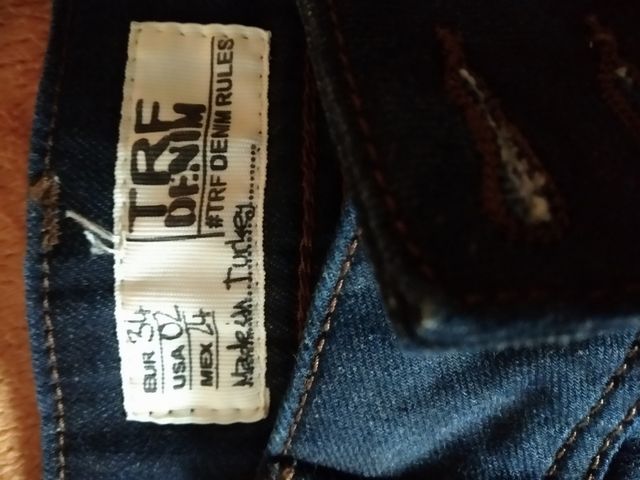 TRF
DENIM
#TRF DENIM RULES
EUR 34
USA 02
MEX 24
Made in Turkey